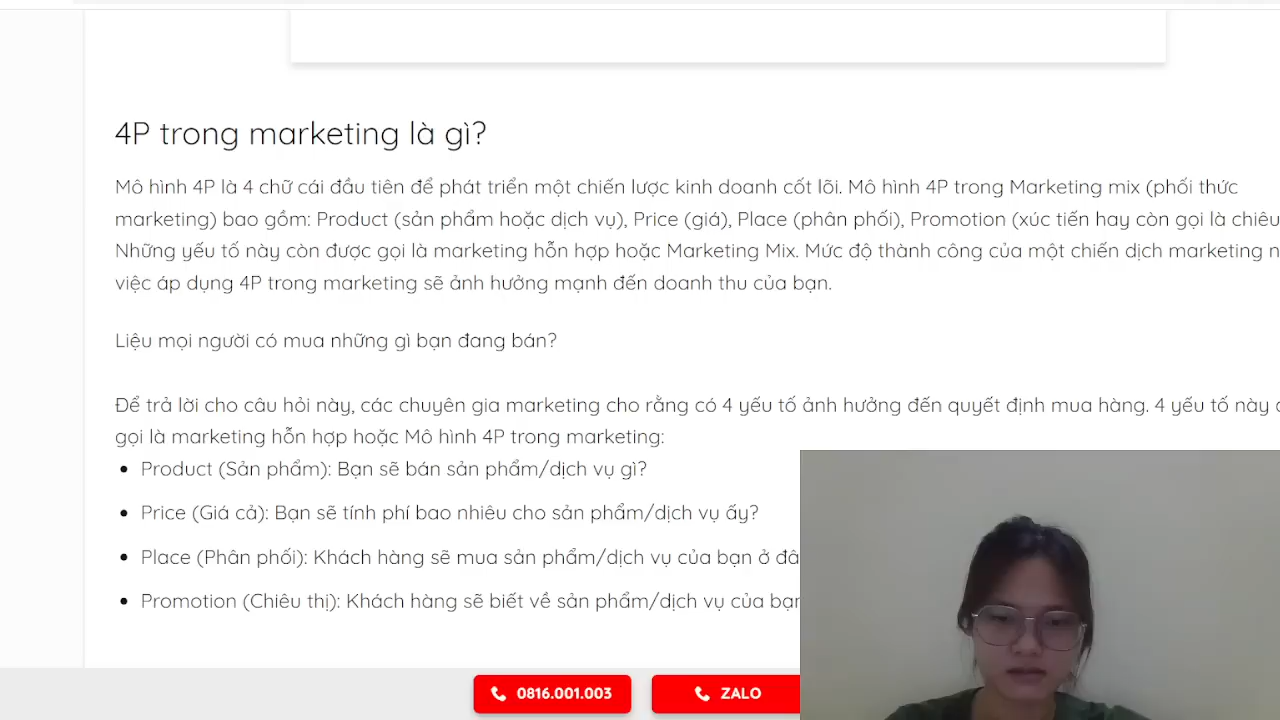 4P trong marketing là gì?
Mô hình 4P là 4 chữ cái đầu tiên để phát triển một chiến lược kinh doanh cốt lõi. Mô hình 4P trong Marketing mix (phối thức
marketing) bao gồm: Product (sản phẩm hoặc dịch vụ), Price (giá), Place (phân phối), Promotion (xúc tiến hay còn gọi là chiêu
Những yếu tố này còn được gọi là marketing hỗn hợp hoặc Marketing Mix. Mức độ thành công của một chiến dịch marketing
việc áp dụng 4P trong marketing sẽ ảnh hưởng mạnh đến doanh thu của bạn.
Liệu mọi người có mua những gì bạn đang bán?
Để trả lời cho câu hỏi này, các chuyên gia marketing cho rằng có 4 yếu tố ảnh hưởng đến quyết định mua hàng. 4 yếu tố này
gọi là marketing hỗn hợp hoặc Mô hình 4P trong marketing:
• Product (Sản phẩm): Bạn sẽ bán sản phẩm/dịch vụ gì?
• Price (Giá cả): Bạn sẽ tính phí bao nhiêu cho sản phẩm/dịch vụ ấy?
• Place (Phân phối): Khách hàng sẽ mua sản phẩm/dịch vụ của bạn ở
• Promotion (Chiêu thị): Khách hàng sẽ biết về sản phẩm/dịch vụ của bạn
0816.001.003
ZALO